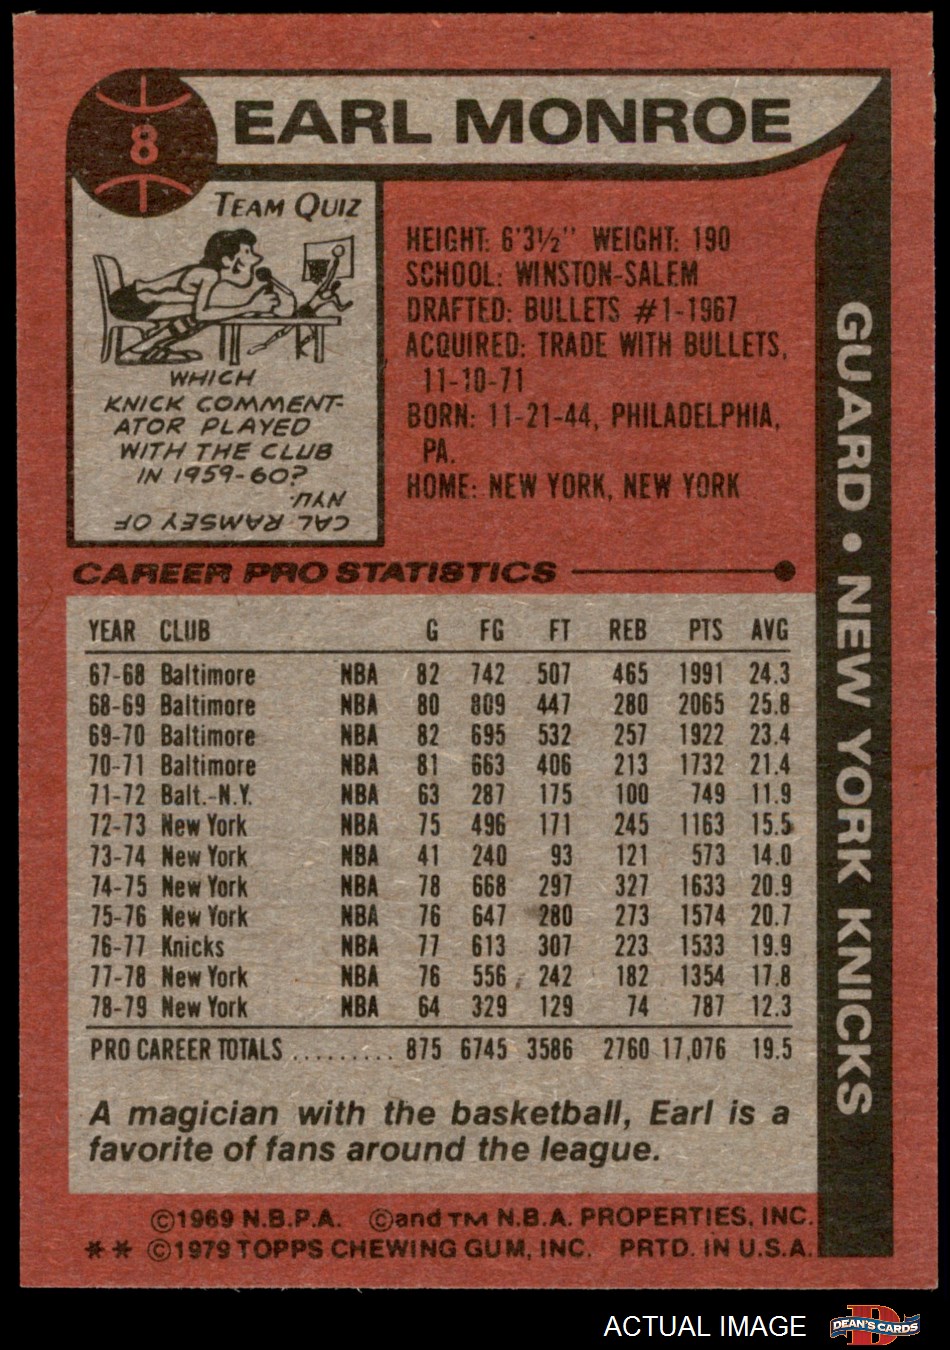 8
EARL MONROE
TEAM QUIZ
WHICH
KNICK COMMENT-
ATOR PLAYED
WITH THE CLUB
IN 1959-60?
CAL RAMSEY OF
NYU.
HEIGHT: 6'3½" WEIGHT: 190
SCHOOL: WINSTON-SALEM
DRAFTED: BULLETS #1-1967
ACQUIRED: TRADE WITH BULLETS,
11-10-71
BORN: 11-21-44, PHILADELPHIA,
PA.
HOME: NEW YORK, NEW YORK
GUARD • NEW YORK KNICKS
CAREER PRO STATISTICS
YEAR CLUB G FG FT REB PTS AVG
67-68 Baltimore NBA 82 742 507 465 1991 24.3
68-69 Baltimore NBA 80 809 447 280 2065 25.8
69-70 Baltimore NBA 82 695 532 257 1922 23.4
70-71 Baltimore NBA 81 663 406 213 1732 21.4
71-72 Balt.-N.Y. NBA 63 287 175 100 749 11.9
72-73 New York NBA 75 496 171 245 1163 15.5
73-74 New York NBA 41 240 93 121 573 14.0
74-75 New York NBA 78 668 297 327 1633 20.9
75-76 New York NBA 76 647 280 273 1574 20.7
76-77 Knicks NBA 77 613 307 223 1533 19.9
77-78 New York NBA 76 556 242 182 1354 17.8
78-79 New York NBA 64 329 129 74 787 12.3
PRO CAREER TOTALS ......... 875 6745 3586 2760 17,076 19.5
A magician with the basketball, Earl is a
favorite of fans around the league.
©1969 N.B.P.A. ©and TM N.B.A. PROPERTIES, INC.
** ©1979 TOPPS CHEWING GUM, INC. PRTD. IN U.S.A.
ACTUAL IMAGE
D
DEAN'S CARDS